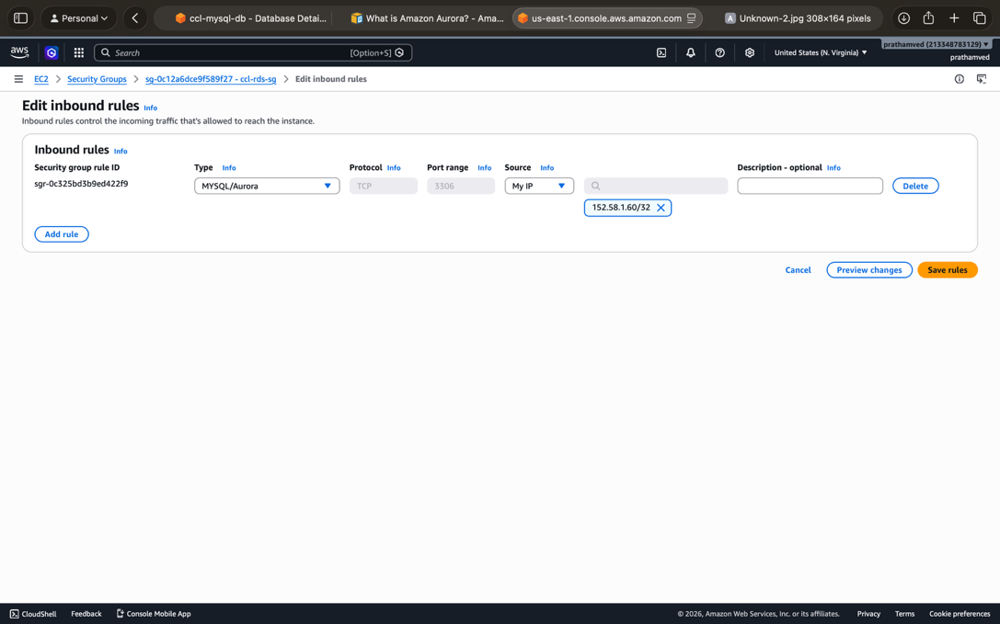 Personal
ccl-mysql-db - Database Detai...
What is Amazon Aurora? - Ama...
us-east-1.console.aws.amazon.com
A Unknown-2.jpg 308×164 pixels
aws
Search
[Option+S]
United States (N. Virginia)
prathamved (213348783129)
prathamved
EC2 > Security Groups > sg-0c12a6dce9f589f27 - ccl-rds-sg > Edit inbound rules
Edit inbound rules Info
Inbound rules control the incoming traffic that's allowed to reach the instance.
Inbound rules Info
Security group rule ID Type Info Protocol Info Port range Info Source Info Description - optional Info
sgr-0c325bd3b9ed422f9 MYSQL/Aurora TCP 3306 My IP Delete
152.58.1.60/32
Add rule
Cancel Preview changes Save rules
CloudShell Feedback Console Mobile App © 2026, Amazon Web Services, Inc. or its affiliates. Privacy Terms Cookie preferences